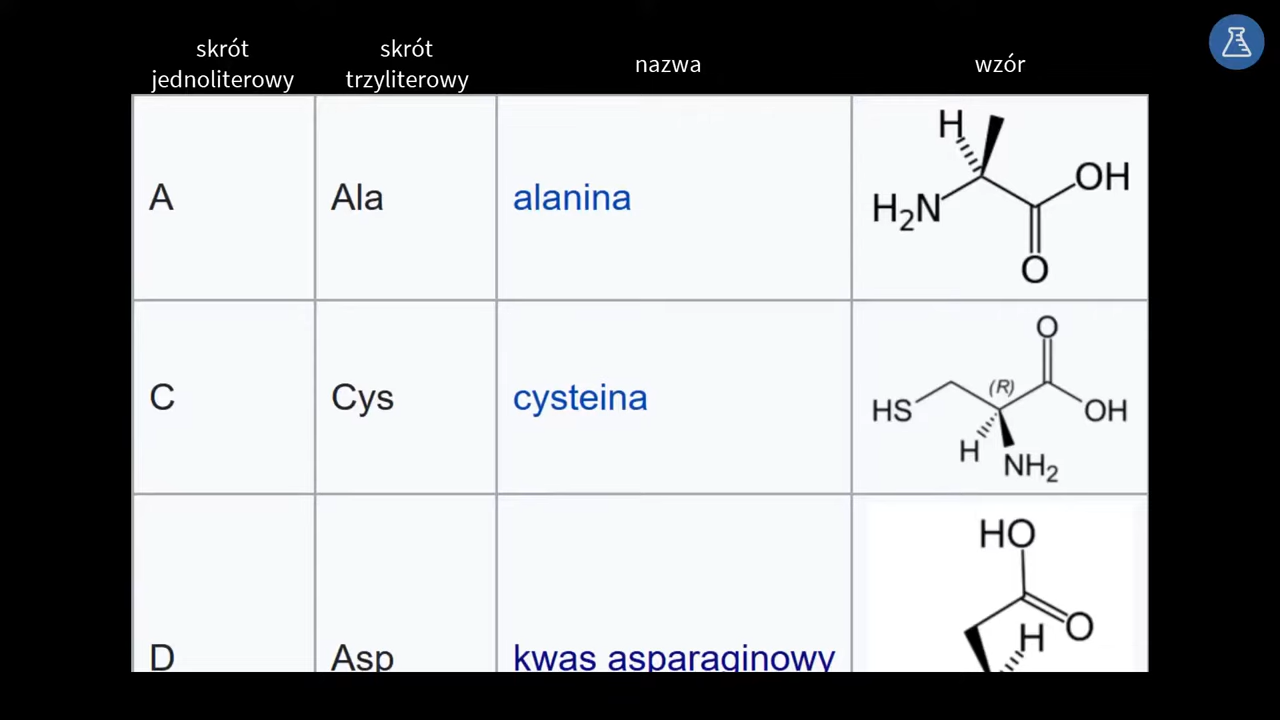 skrót
jednoliterowy
skrót
trzyliterowy
nazwa
wzór
A
Ala
alanina
H
H₂N
OH
O
C
Cys
cysteina
O
(R)
HS
OH
H
NH₂
D
Asp
kwas asparaginowy
HO
O
H